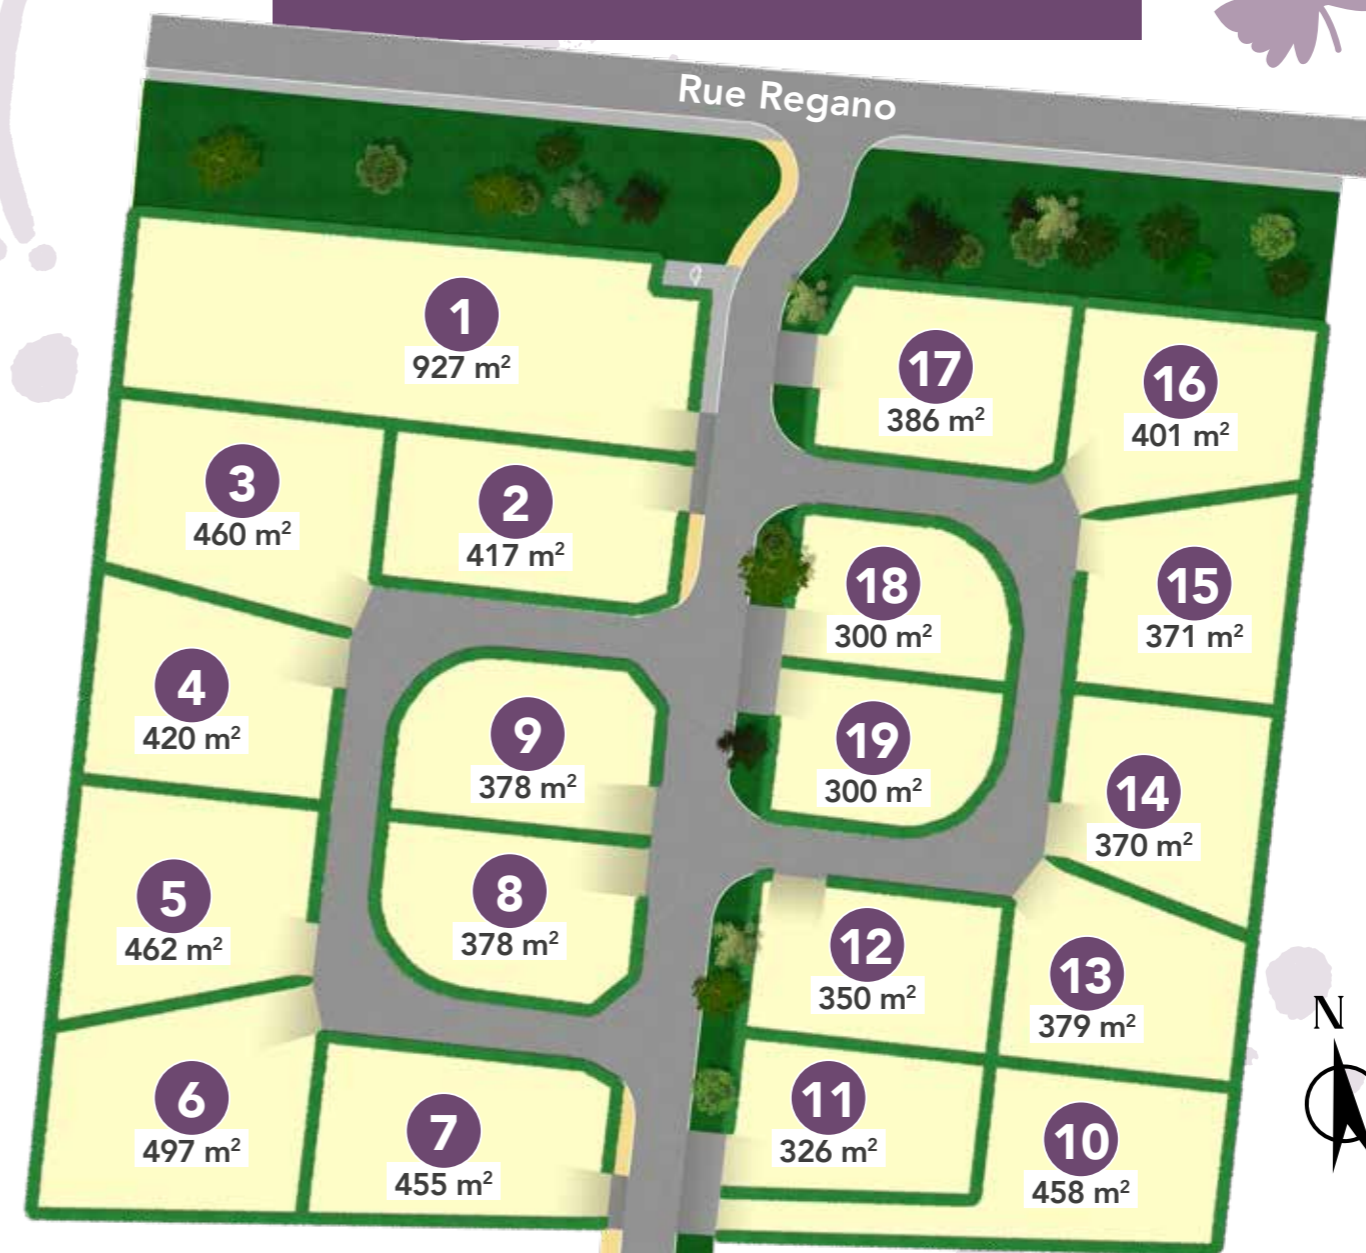 Rue Regano
1
927 m²
17
386 m²
16
401 m²
3
460 m²
2
417 m²
18
300 m²
15
371 m²
4
420 m²
9
378 m²
19
300 m²
14
370 m²
5
462 m²
8
378 m²
12
350 m²
13
379 m²
N
6
497 m²
7
455 m²
11
326 m²
10
458 m²